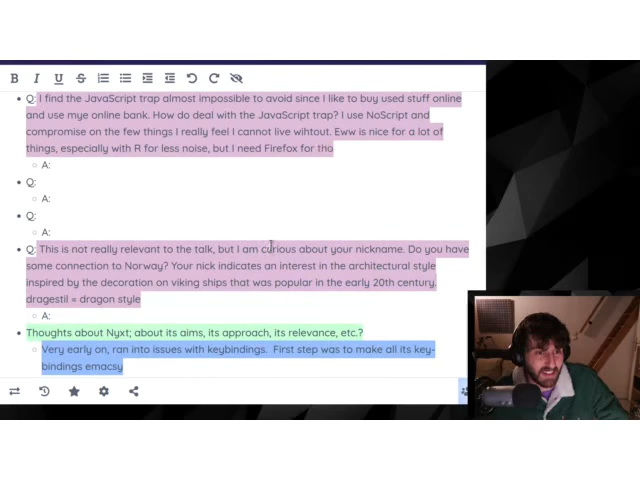 B I U S
Q: I find the JavaScript trap almost impossible to avoid since I like to buy used stuff online
and use mye online bank. How do deal with the JavaScript trap? I use NoScript and
compromise on the few things I really feel I cannot live wihtout. Eww is nice for a lot of
things, especially with R for less noise, but I need Firefox for tho
A:
Q:
A:
Q:
A:
Q: This is not really relevant to the talk, but I am curious about your nickname. Do you have
some connection to Norway? Your nick indicates an interest in the architectural style
inspired by the decoration on viking ships that was popular in the early 20th century.
dragestil = dragon style
A:
Thoughts about Nyxt; about its aims, its approach, its relevance, etc.?
Very early on, ran into issues with keybindings. First step was to make all its key-
bindings emacsy